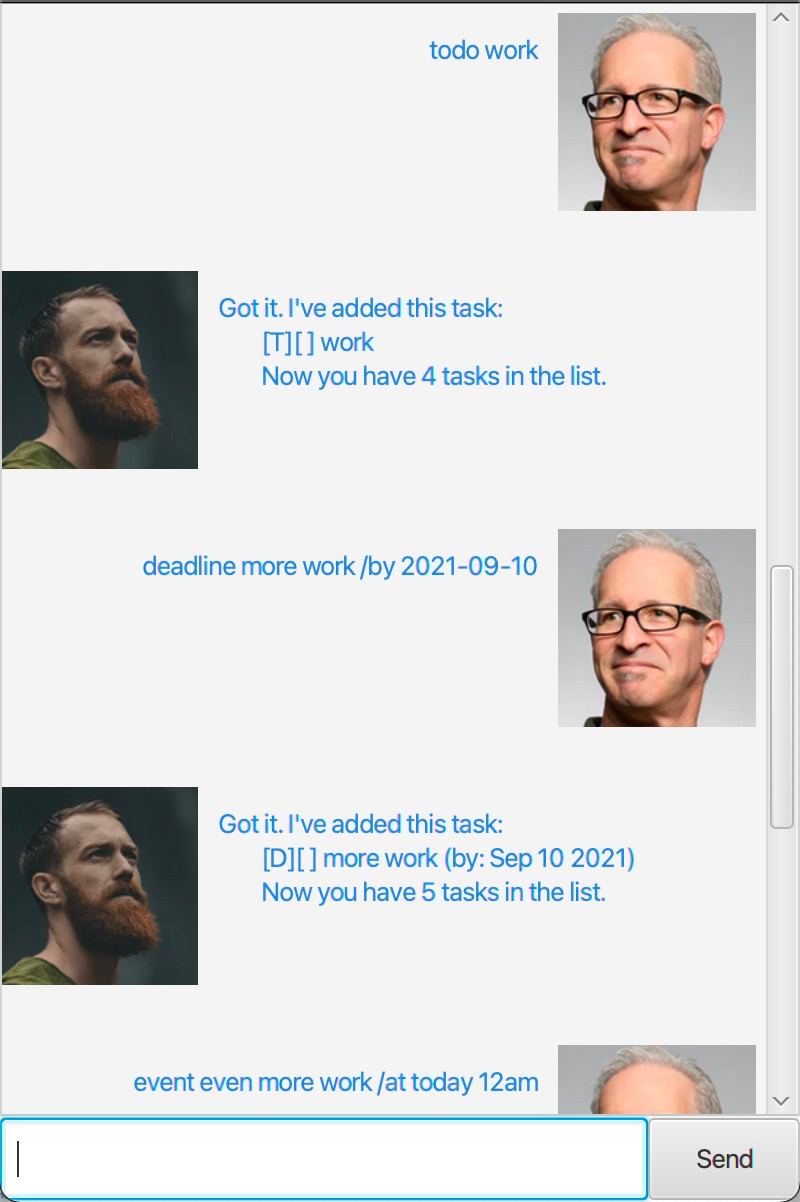 todo work
Got it. I've added this task:
[T][ ] work
Now you have 4 tasks in the list.
deadline more work /by 2021-09-10
Got it. I've added this task:
[D][ ] more work (by: Sep 10 2021)
Now you have 5 tasks in the list.
event even more work /at today 12am
Send